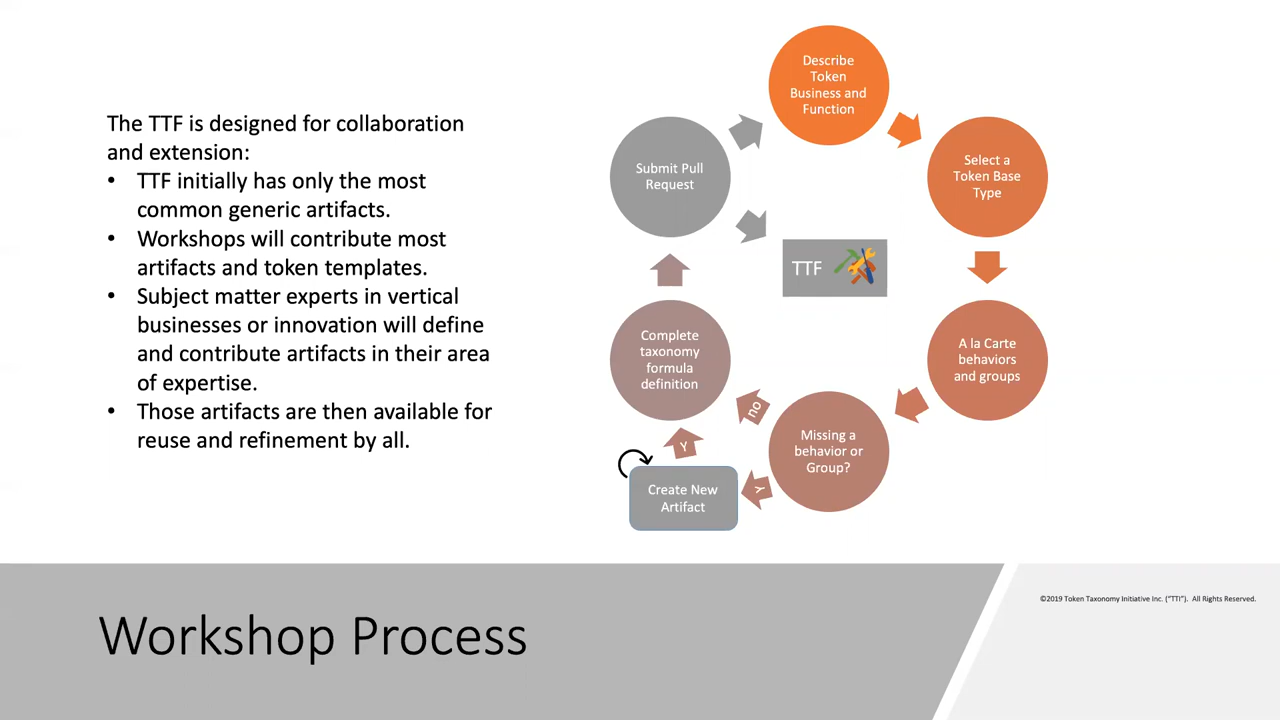 The TTF is designed for collaboration
and extension:
• TTF initially has only the most
common generic artifacts.
• Workshops will contribute most
artifacts and token templates.
• Subject matter experts in vertical
businesses or innovation will define
and contribute artifacts in their area
of expertise.
• Those artifacts are then available for
reuse and refinement by all.
Describe
Token
Business and
Function
Select a
Token Base
Type
A la Carte
behaviors
and groups
Missing a
behavior or
Group?
no
Y
Create New
Artifact
Y
Complete
taxonomy
formula
definition
Submit Pull
Request
TTF
Workshop Process
©2019 Token Taxonomy Initiative Inc. (“TTI”). All Rights Reserved.